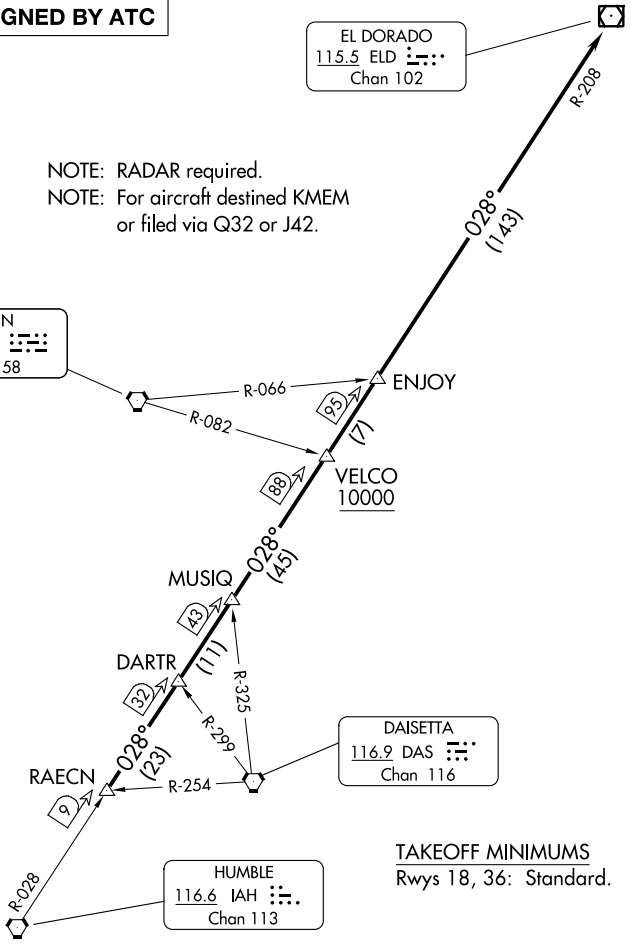 GNED BY ATC
EL DORADO
115.5 ELD
Chan 102
R-208
NOTE: RADAR required.
NOTE: For aircraft destined KMEM
or filed via Q32 or J42.
028°
(143)
N
58
R-066
ENJOY
95
R-082
(7)
VELCO
10000
88
028°
(45)
MUSIQ
43
(11)
DARTR
R-325
32
R-299
028°
(23)
DAISETTA
116.9 DAS
Chan 116
RAECN
R-254
9
TAKEOFF MINIMUMS
Rwys 18, 36: Standard.
R-028
HUMBLE
116.6 IAH
Chan 113